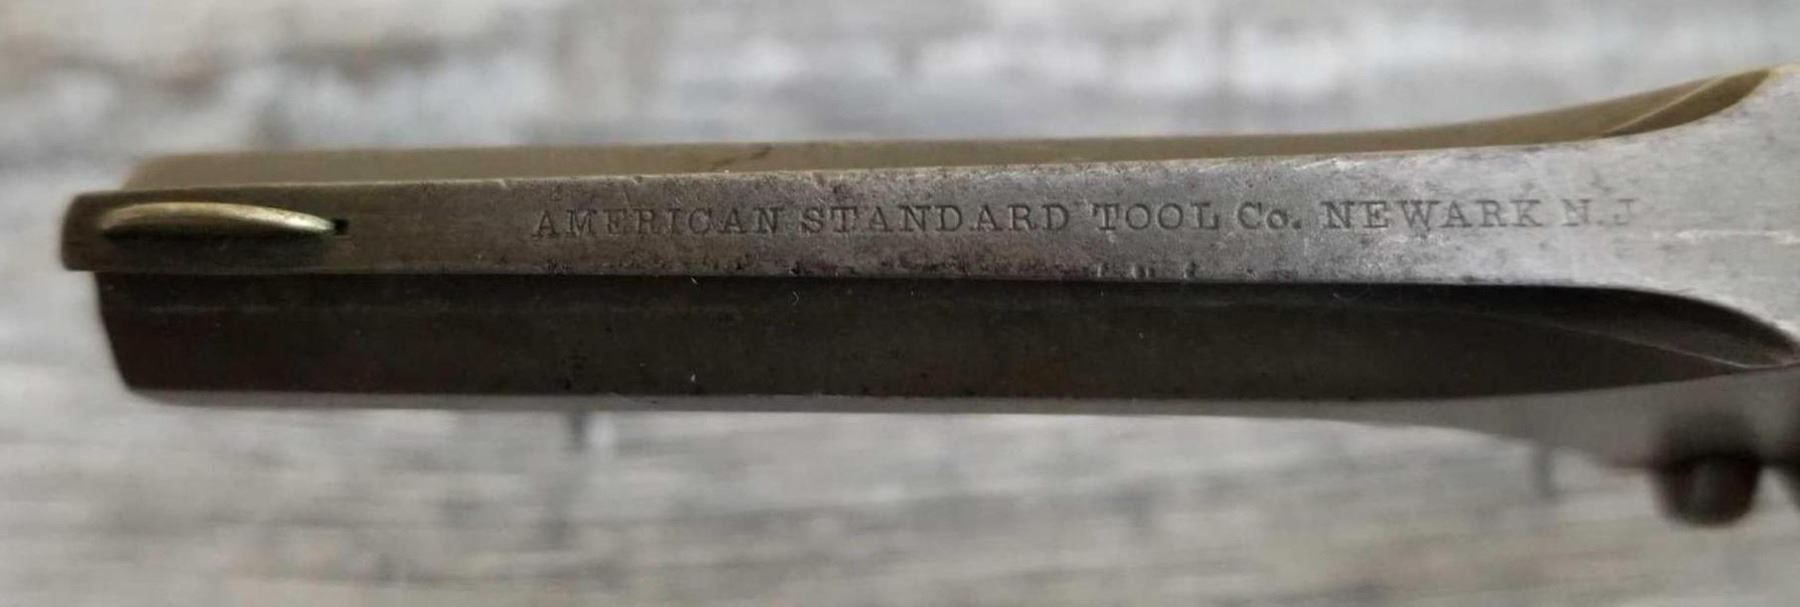 AMERICAN STANDARD TOOL Co. NEWARK N.J